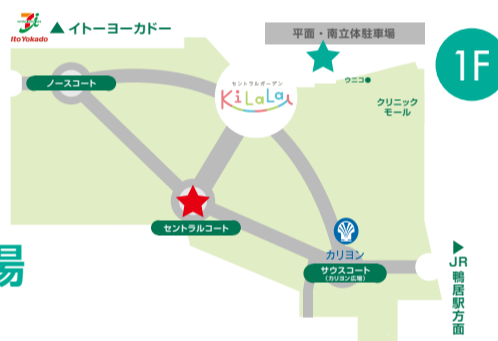 Ito Yokado
▲イトーヨーカドー
平面・南立体駐車場
1F
ノースコート
セントラルガーデン
KiLaLa
ウニコ●
クリニック
モール
セントラルコート
カリヨン
サウスコート
(カリヨン広場)
▶JR鴨居駅方面
場